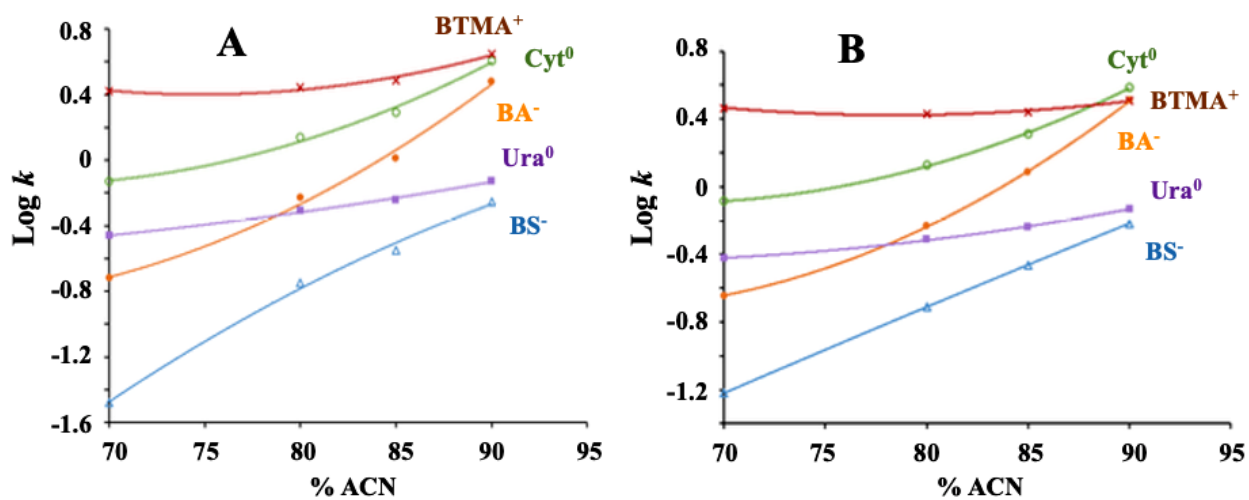 A
BTMA⁺
Cyt⁰
BA⁻
Ura⁰
BS⁻
0.8
0.4
0
-0.4
-0.8
-1.2
-1.6
Log k
70
75
80
85
90
95
% ACN
B
Cyt⁰
BTMA⁺
BA⁻
Ura⁰
BS⁻
0.8
0.4
0
-0.4
-0.8
-1.2
Log k
70
75
80
85
90
95
% ACN